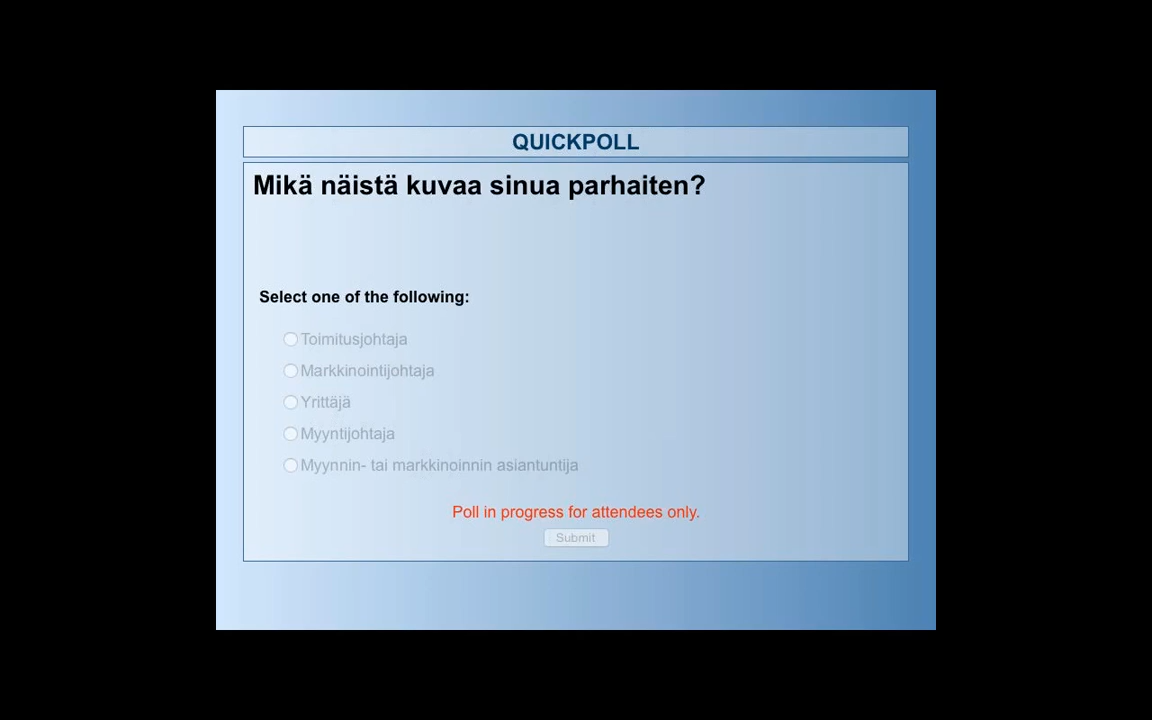 QUICKPOLL
Mikä näistä kuvaa sinua parhaiten?
Select one of the following:
Toimitusjohtaja
Markkinointijohtaja
Yrittäjä
Myyntijohtaja
Myynnin- tai markkinoinnin asiantuntija
Poll in progress for attendees only.
Submit